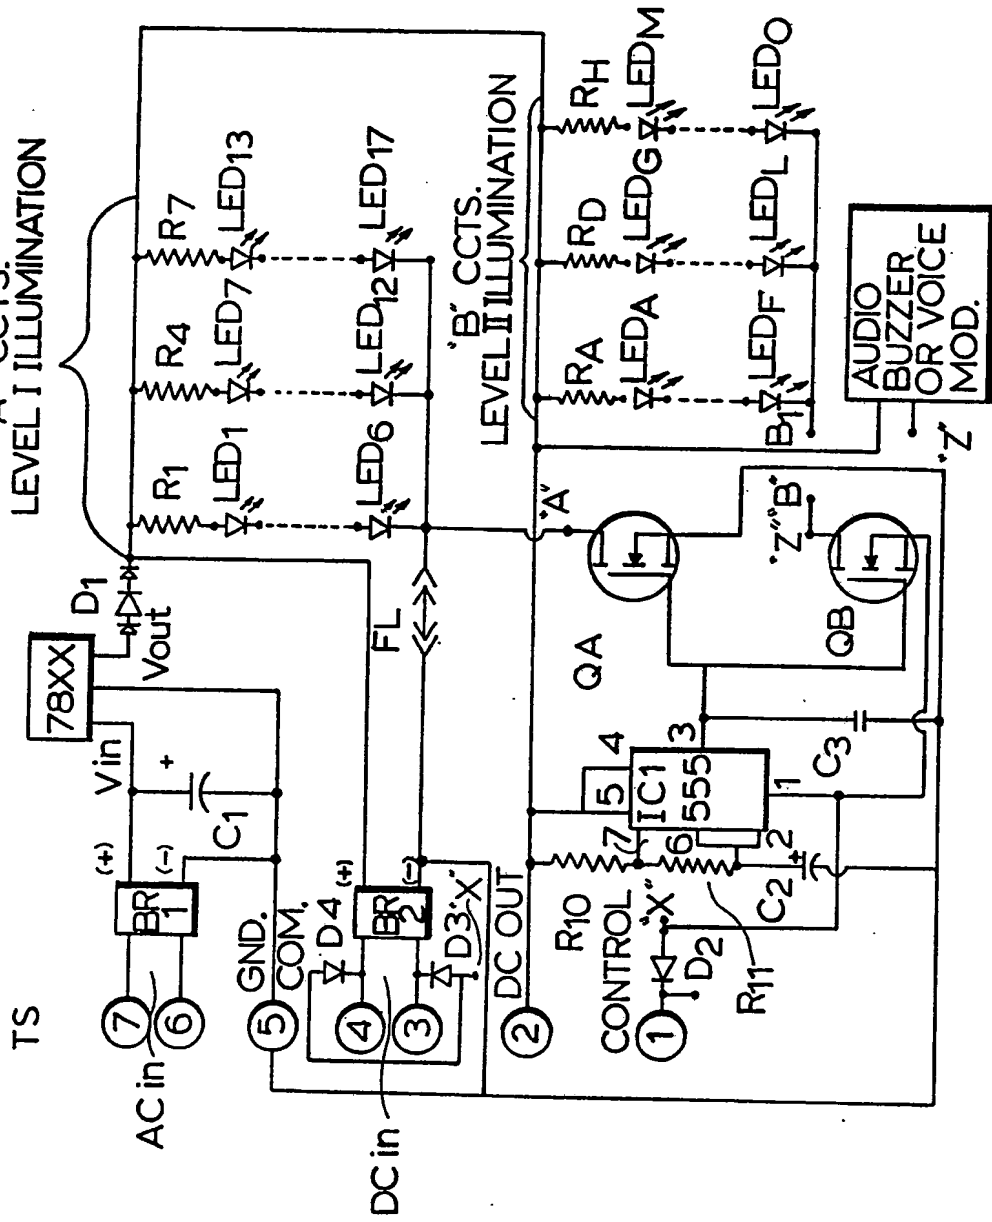 "A" CCTS.
LEVEL I ILLUMINATION
R1
R4
R7
LED1
LED7
LED13
LED6
LED12
LED17
78XX
D1
Vin
Vout
+
C1
TS
7
6
AC in
BR
1
(+)
(-)
5
GND.
COM.
D4
4
3
DC in
BR
2
(+)
(-)
D3
"X"
FL
"B" CCTS.
LEVEL II ILLUMINATION
RA
RD
RH
LEDA
LEDG
LEDM
LEDF
LEDL
LEDO
B1
2
DC OUT
R10
CONTROL
1
"X"
D2
R11
C2
+
7
6
2
5
4
IC1
555
3
1
C3
QA
"A"
QB
"Z"
"B"
AUDIO
BUZZER
OR VOICE
MOD.
"Z"